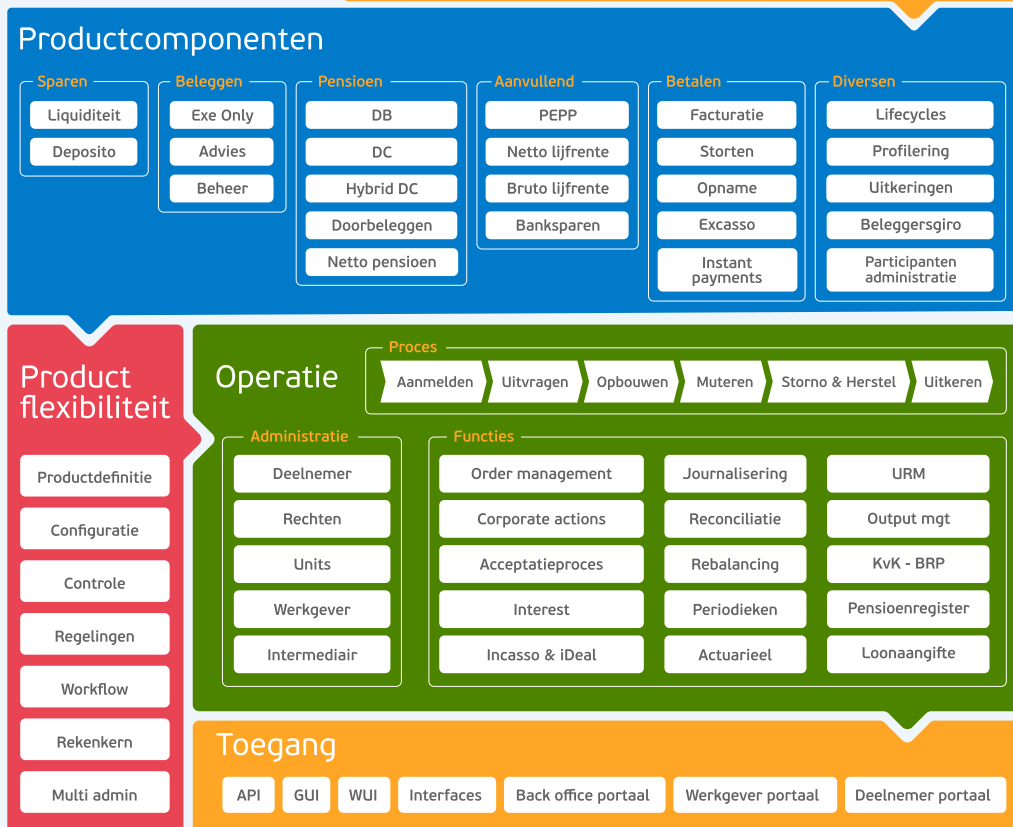 Productcomponenten
Sparen
Liquiditeit
Deposito
Beleggen
Exe Only
Advies
Beheer
Pensioen
DB
DC
Hybrid DC
Doorbeleggen
Netto pensioen
Aanvullend
PEPP
Netto lijfrente
Bruto lijfrente
Banksparen
Betalen
Facturatie
Storten
Opname
Excasso
Instant
payments
Diversen
Lifecycles
Profilering
Uitkeringen
Beleggersgiro
Participanten
administratie
Product
flexibiliteit
Productdefinitie
Configuratie
Controle
Regelingen
Workflow
Rekenkern
Multi admin
Operatie
Proces
Aanmelden
Uitvragen
Opbouwen
Muteren
Storno & Herstel
Uitkeren
Administratie
Deelnemer
Rechten
Units
Werkgever
Intermediair
Functies
Order management
Corporate actions
Acceptatieproces
Interest
Incasso & iDeal
Journalisering
Reconciliatie
Rebalancing
Periodieken
Actuarieel
URM
Output mgt
KvK - BRP
Pensioenregister
Loonaangifte
Toegang
API
GUI
WUI
Interfaces
Back office portaal
Werkgever portaal
Deelnemer portaal